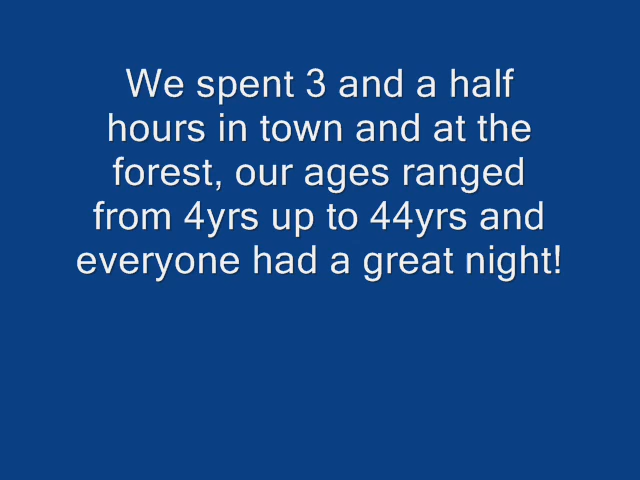 We spent 3 and a half
hours in town and at the
forest, our ages ranged
from 4yrs up to 44yrs and
everyone had a great night!